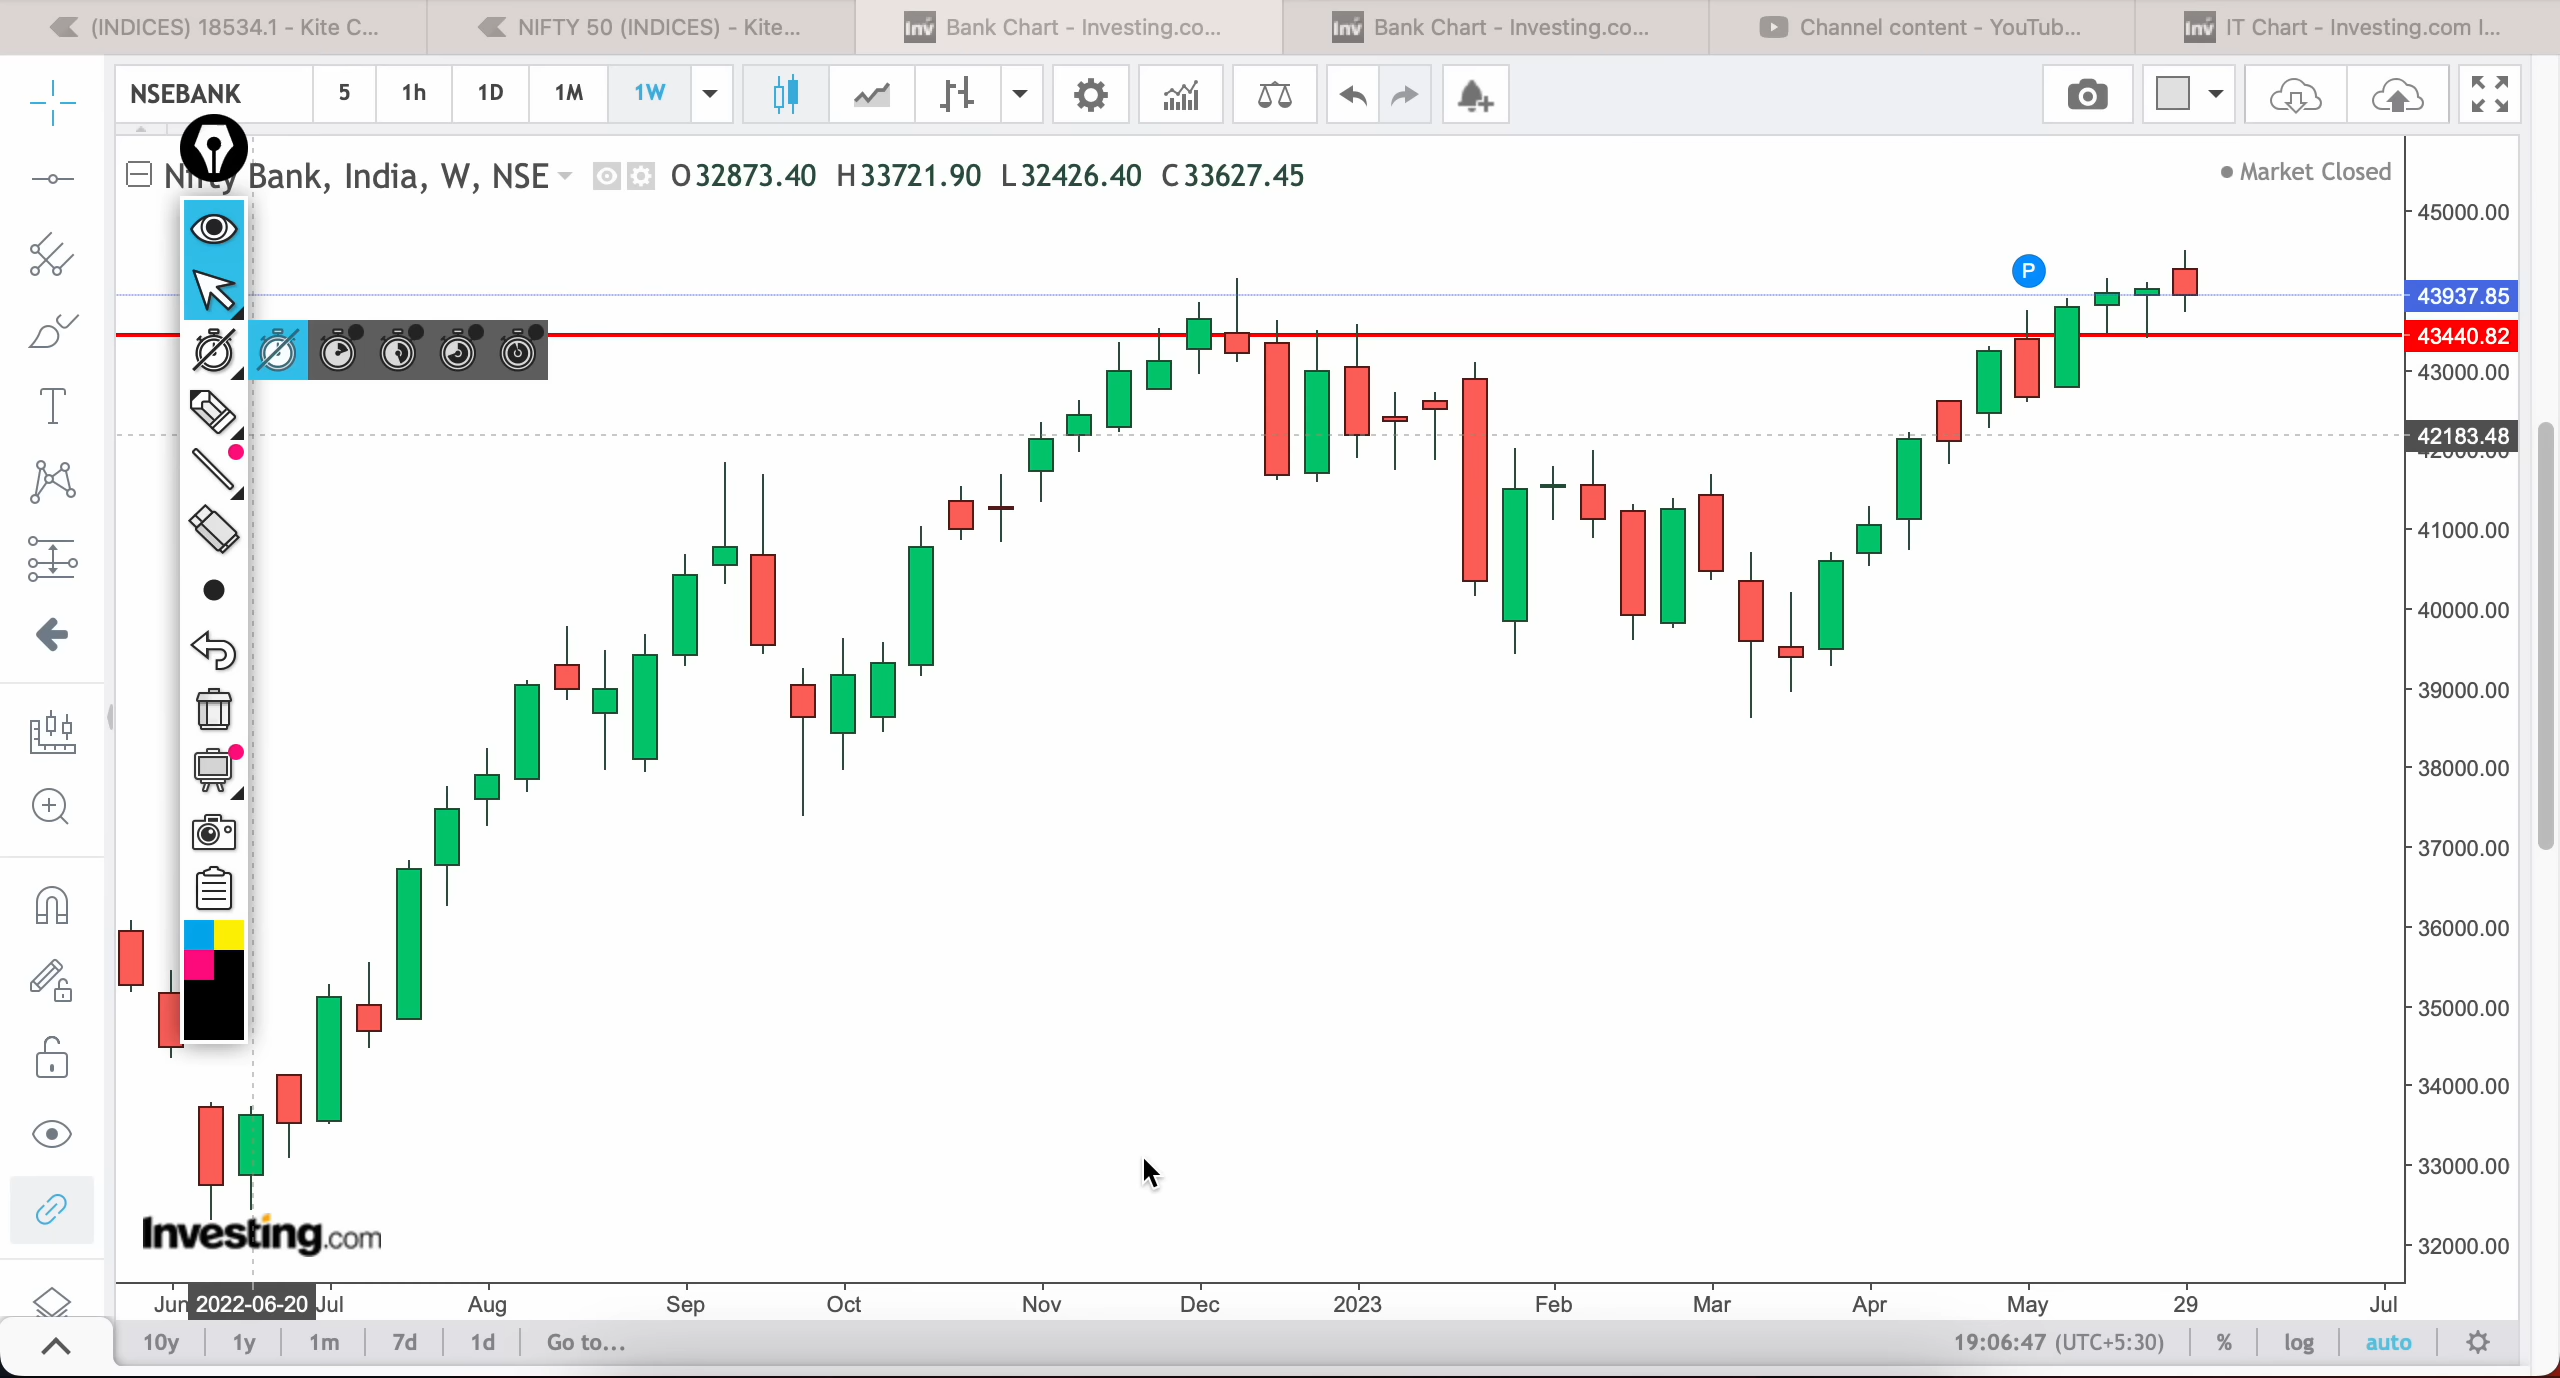 (INDICES) 18534.1 - Kite C...
NIFTY 50 (INDICES) - Kite...
Inv Bank Chart - Investing.co...
Inv Bank Chart - Investing.co...
Channel content - YouTub...
Inv IT Chart - Investing.com I...
NSEBANK 5 1h 1D 1M 1W
Nifty Bank, India, W, NSE O32873.40 H33721.90 L32426.40 C33627.45
Market Closed
45000.00
P
43937.85
43440.82
43000.00
42183.48
41000.00
40000.00
39000.00
38000.00
37000.00
36000.00
35000.00
34000.00
33000.00
32000.00
Investing.com
Jun 2022-06-20 Jul Aug Sep Oct Nov Dec 2023 Feb Mar Apr May 29 Jul
10y 1y 1m 7d 1d Go to... 19:06:47 (UTC+5:30) % log auto